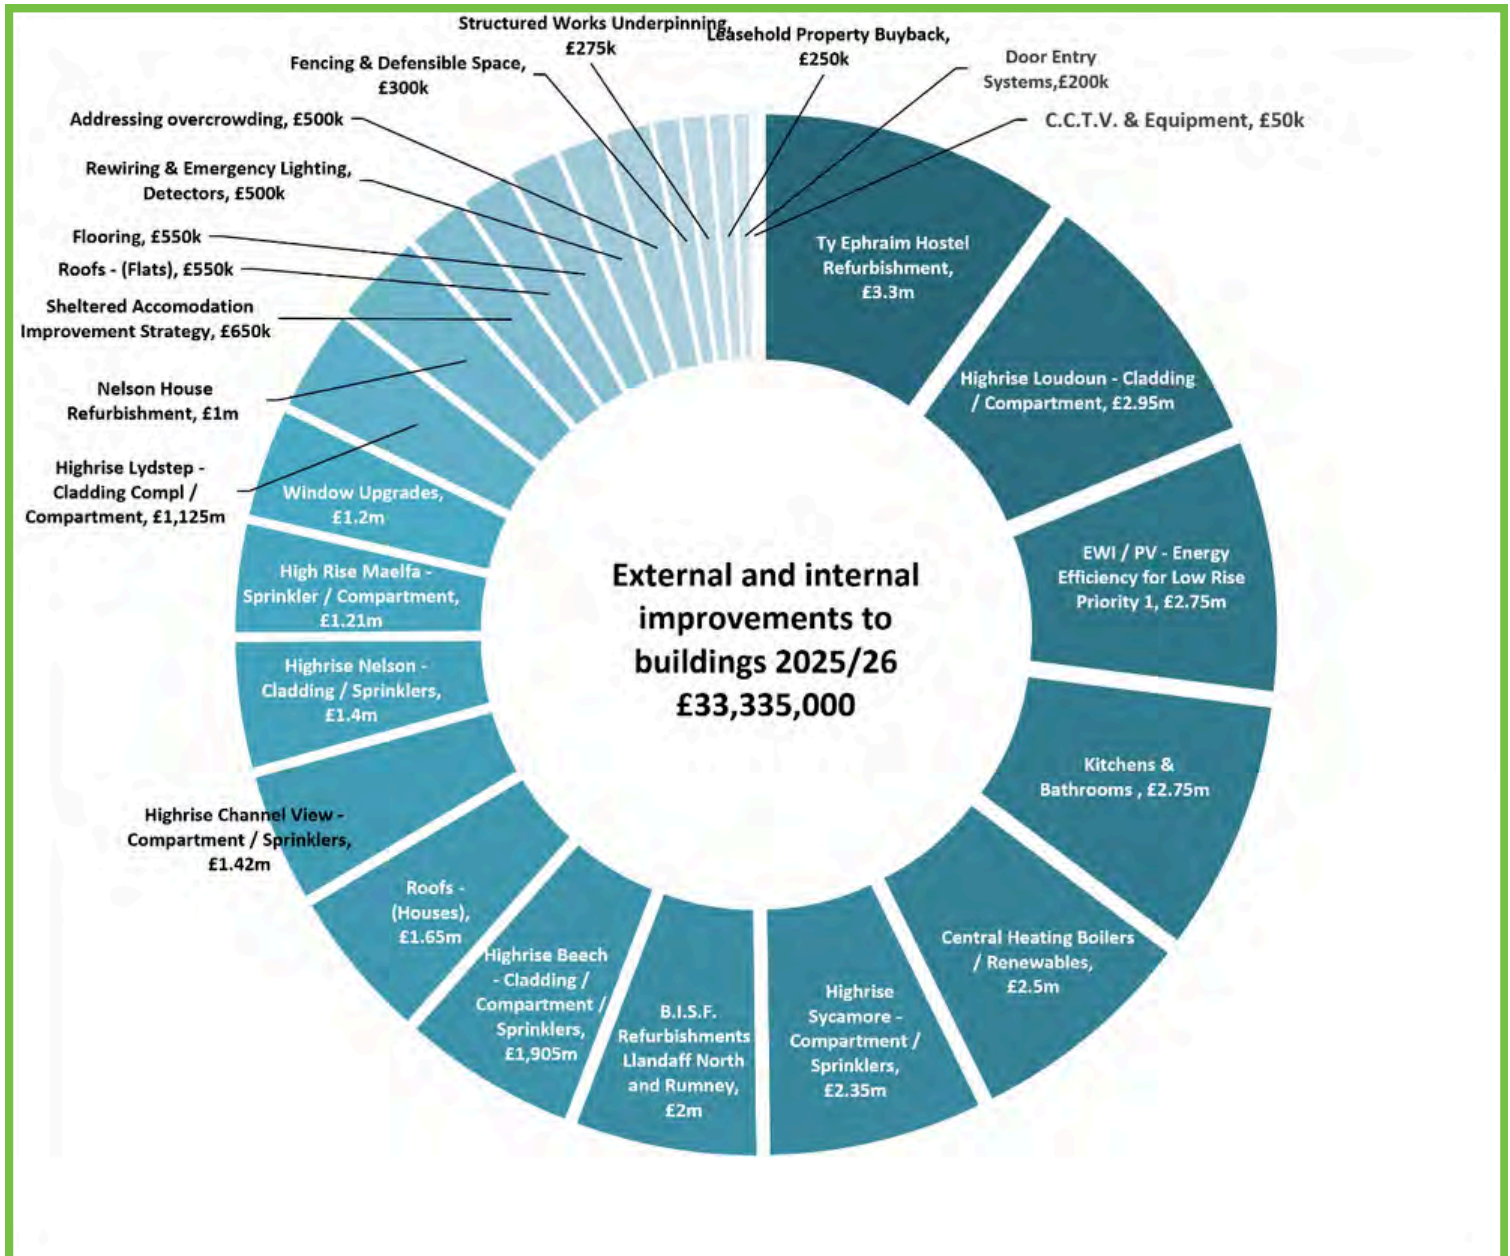 Structured Works Underpinning,
£275k
Leasehold Property Buyback,
£250k
Door Entry
Systems,£200k
C.C.T.V. & Equipment, £50k
Fencing & Defensible Space,
£300k
Addressing overcrowding, £500k
Rewiring & Emergency Lighting,
Detectors, £500k
Flooring, £550k
Roofs - (Flats), £550k
Sheltered Accomodation
Improvement Strategy, £650k
Nelson House
Refurbishment, £1m
Highrise Lydstep -
Cladding Compl /
Compartment, £1,125m
Window Upgrades,
£1.2m
High Rise Maelfa -
Sprinkler / Compartment,
£1.21m
Highrise Nelson -
Cladding / Sprinklers,
£1.4m
Highrise Channel View -
Compartment / Sprinklers,
£1.42m
Roofs -
(Houses),
£1.65m
Highrise Beech
- Cladding /
Compartment /
Sprinklers,
£1,905m
B.I.S.F.
Refurbishments
Llandaff North
and Rumney,
£2m
Highrise
Sycamore -
Compartment /
Sprinklers,
£2.35m
Central Heating Boilers
/ Renewables,
£2.5m
Kitchens &
Bathrooms , £2.75m
EWI / PV - Energy
Efficiency for Low Rise
Priority 1, £2.75m
Highrise Loudoun - Cladding
/ Compartment, £2.95m
Ty Ephraim Hostel
Refurbishment,
£3.3m
External and internal
improvements to
buildings 2025/26
£33,335,000